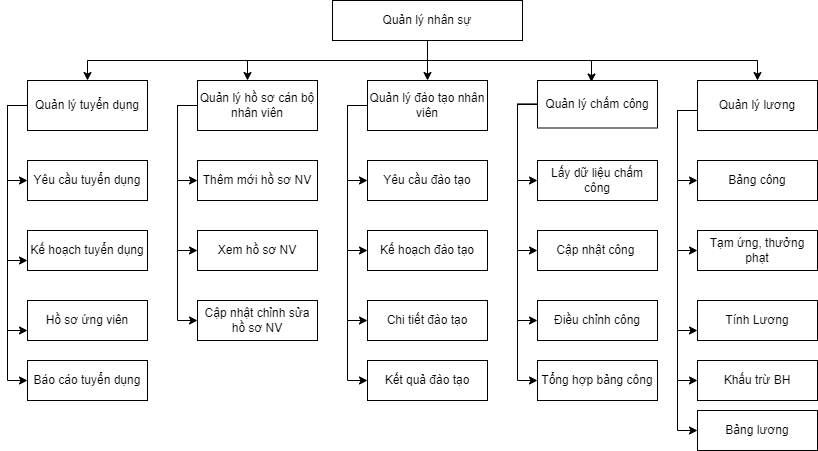 Quản lý nhân sự
Quản lý tuyển dụng
Quản lý hồ sơ cán bộ
nhân viên
Quản lý đào tạo nhân
viên
Quản lý chấm công
Quản lý lương
Yêu cầu tuyển dụng
Thêm mới hồ sơ NV
Yêu cầu đào tạo
Lấy dữ liệu chấm
công
Bảng công
Kế hoạch tuyển dụng
Xem hồ sơ NV
Kế hoạch đào tạo
Cập nhật công
Tạm ứng, thưởng
phạt
Hồ sơ ứng viên
Cập nhật chỉnh sửa
hồ sơ NV
Chi tiết đào tạo
Điều chỉnh công
Tính Lương
Báo cáo tuyển dụng
Kết quả đào tạo
Tổng hợp bảng công
Khấu trừ BH
Bảng lương